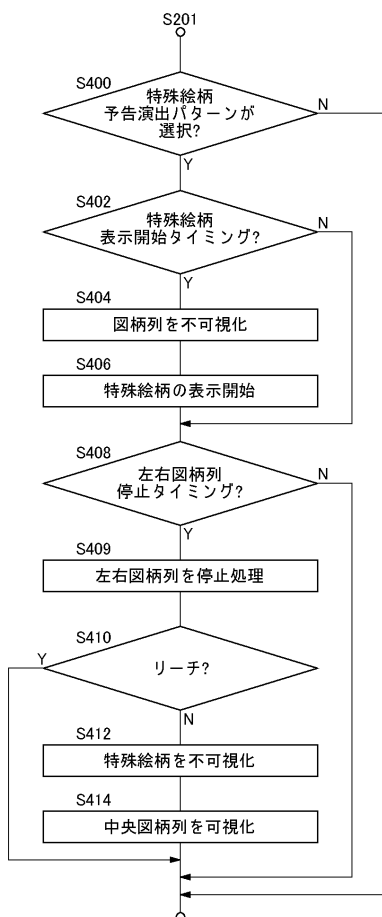 S201
S400
特殊絵柄
予告演出パターンが
選択?
N
Y
S402
特殊絵柄
表示開始タイミング?
N
Y
S404
図柄列を不可視化
S406
特殊絵柄の表示開始
S408
左右図柄列
停止タイミング?
N
Y
S409
左右図柄列を停止処理
S410
Y
リーチ?
N
S412
特殊絵柄を不可視化
S414
中央図柄列を可視化